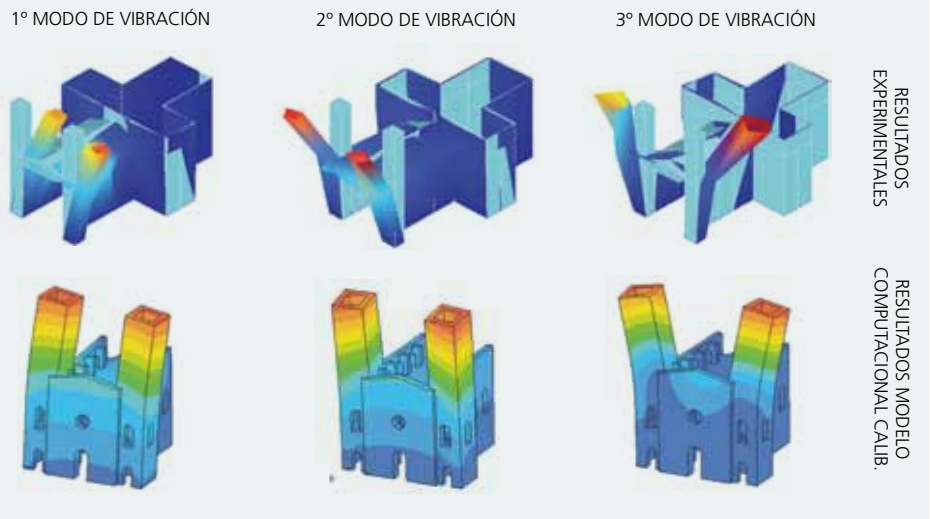 1º MODO DE VIBRACIÓN
2º MODO DE VIBRACIÓN
3º MODO DE VIBRACIÓN
RESULTADOS
EXPERIMENTALES
RESULTADOS MODELO
COMPUTACIONAL CALIB.